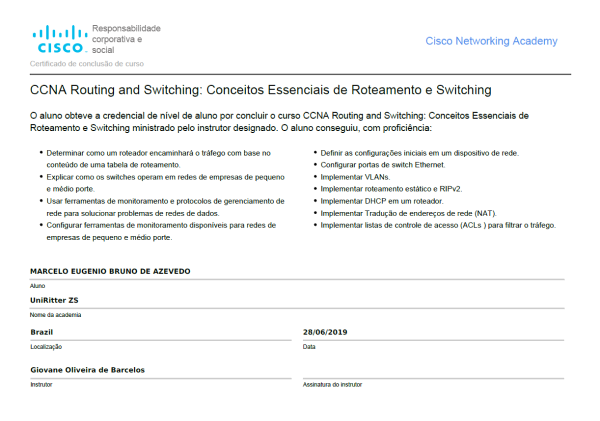 CISCO
Responsabilidade
corporativa e
social
Cisco Networking Academy
Certificado de conclusão de curso
CCNA Routing and Switching: Conceitos Essenciais de Roteamento e Switching
O aluno obteve a credencial de nível de aluno por concluir o curso CCNA Routing and Switching: Conceitos Essenciais de
Roteamento e Switching ministrado pelo instrutor designado. O aluno conseguiu, com proficiência:
• Determinar como um roteador encaminhará o tráfego com base no
conteúdo de uma tabela de roteamento.
• Explicar como os switches operam em redes de empresas de pequeno
e médio porte.
• Usar ferramentas de monitoramento e protocolos de gerenciamento de
rede para solucionar problemas de redes de dados.
• Configurar ferramentas de monitoramento disponíveis para redes de
empresas de pequeno e médio porte.
• Definir as configurações iniciais em um dispositivo de rede.
• Configurar portas de switch Ethernet.
• Implementar VLANs.
• Implementar roteamento estático e RIPv2.
• Implementar DHCP em um roteador.
• Implementar Tradução de endereços de rede (NAT).
• Implementar listas de controle de acesso (ACLs ) para filtrar o tráfego.
MARCELO EUGENIO BRUNO DE AZEVEDO
Aluno
UniRitter ZS
Nome da academia
Brazil
Localização
28/06/2019
Data
Giovane Oliveira de Barcelos
Instrutor
Assinatura do instrutor